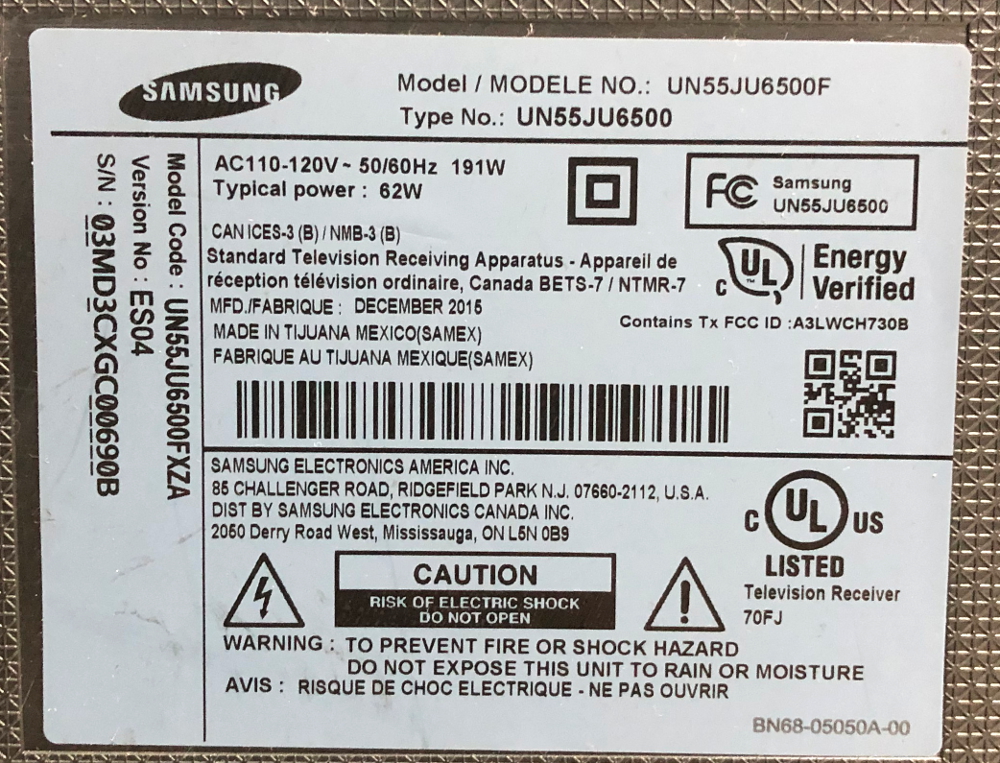 SAMSUNG
Model / MODELE NO.: UN55JU6500F
Type No.: UN55JU6500
Model Code : UN55JU6500FXZA
Version No : ES04
S/N : 03MD3CXGC00690B
AC110-120V ~ 50/60Hz 191W
Typical power : 62W
FC Samsung
UN55JU6500
CAN ICES-3 (B) / NMB-3 (B)
Standard Television Receiving Apparatus - Appareil de
réception télévision ordinaire, Canada BETS-7 / NTMR-7
C UL ™ Energy
Verified
MFD./FABRIQUE : DECEMBER 2015
Contains Tx FCC ID :A3LWCH730B
MADE IN TIJUANA MEXICO(SAMEX)
FABRIQUE AU TIJUANA MEXIQUE(SAMEX)
SAMSUNG ELECTRONICS AMERICA INC.
85 CHALLENGER ROAD, RIDGEFIELD PARK N.J. 07660-2112, U.S.A.
DIST BY SAMSUNG ELECTRONICS CANADA INC.
2050 Derry Road West, Mississauga, ON L5N 0B9
C UL US
LISTED
Television Receiver
70FJ
CAUTION
RISK OF ELECTRIC SHOCK
DO NOT OPEN
WARNING : TO PREVENT FIRE OR SHOCK HAZARD
DO NOT EXPOSE THIS UNIT TO RAIN OR MOISTURE
AVIS : RISQUE DE CHOC ELECTRIQUE - NE PAS OUVRIR
BN68-05050A-00